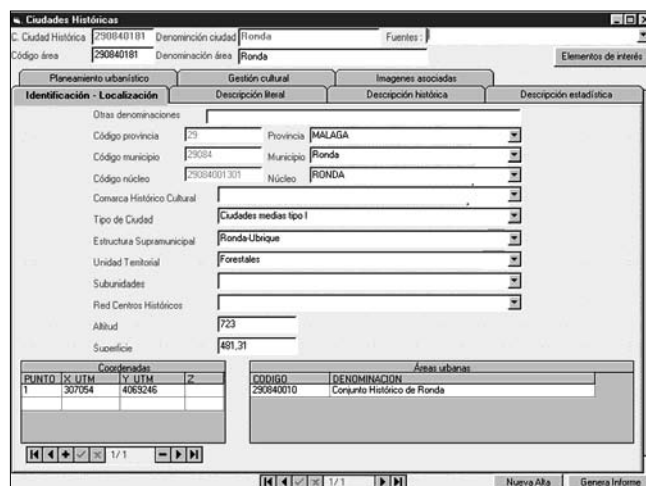 Ciudades Históricas
C. Ciudad Histórica 290840181 Denominción ciudad Ronda Fuentes :
Código área 290840181 Denominación área Ronda Elementos de interés
Planeamiento urbanístico Gestión cultural Imagenes asociadas
Identificación - Localización Descripción literal Descripción histórica Descripción estadística
Otras denominaciones
Código provincia 29 Provincia MALAGA
Código municipio 29084 Municipio Ronda
Código núcleo 29084001301 Núcleo RONDA
Comarca Histórico Cultural
Tipo de Ciudad Ciudades medias tipo I
Estructura Supramunicipal Ronda-Ubrique
Unidad Territorial Forestales
Subunidades
Red Centros Históricos
Altitud 723
Superficie 481,31
Coordenadas Áreas urbanas
PUNTO X UTM Y UTM Z CODIGO DENOMINACION
1 307054 4069246 290840010 Conjunto Histórico de Ronda
1/1
1/1 Nueva Alta Genera Informe